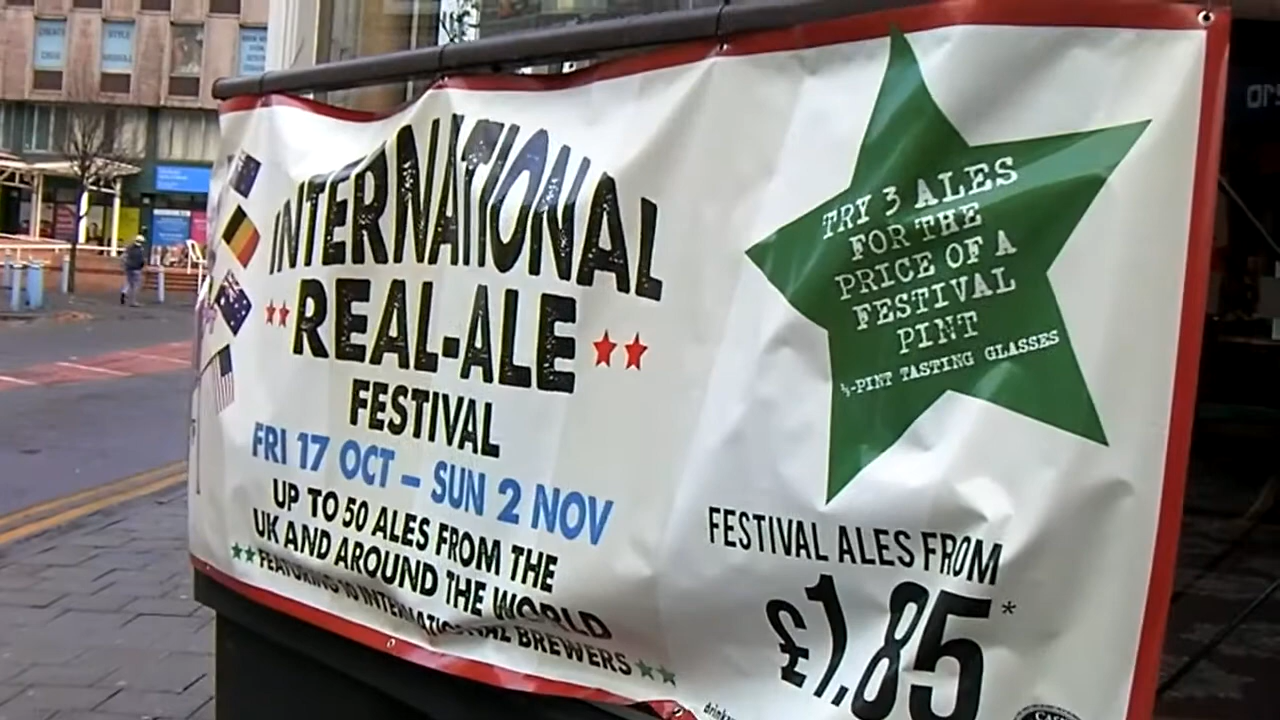 INTERNATIONAL
REAL-ALE
FESTIVAL
FRI 17 OCT – SUN 2 NOV
UP TO 50 ALES FROM THE
UK AND AROUND THE WORLD
FEATURING 10 INTERNATIONAL BREWERS
TRY 3 ALES
FOR THE
PRICE OF A
FESTIVAL
PINT
⅓-PINT TASTING GLASSES
FESTIVAL ALES FROM
£1.85*